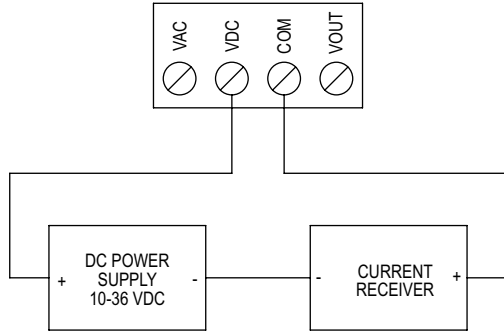 VAC
VDC
COM
VOUT
+
DC POWER
SUPPLY
10-36 VDC
-
-
CURRENT
RECEIVER
+